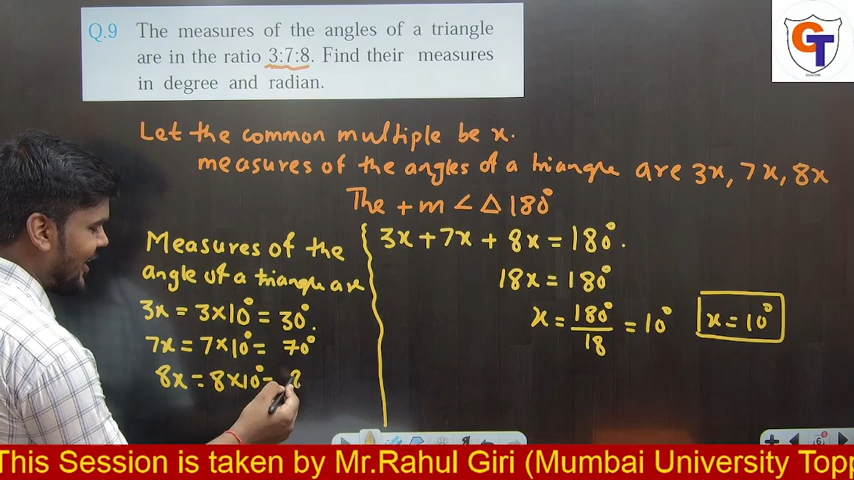 Q.9 The measures of the angles of a triangle
are in the ratio 3:7:8. Find their measures
in degree and radian.
GT
Let the common multiple be x.
measures of the angles of a triangle are 3x, 7x, 8x
The +m ∠ △ 180°
Measures of the
angle of a triangle are
3x = 3×10° = 30°.
7x = 7×10° = 70°
8x = 8×10° = 8
3x + 7x + 8x = 180°.
18x = 180°
x = 180°/18 = 10°
x = 10°
6
This Session is taken by Mr.Rahul Giri (Mumbai University Topp